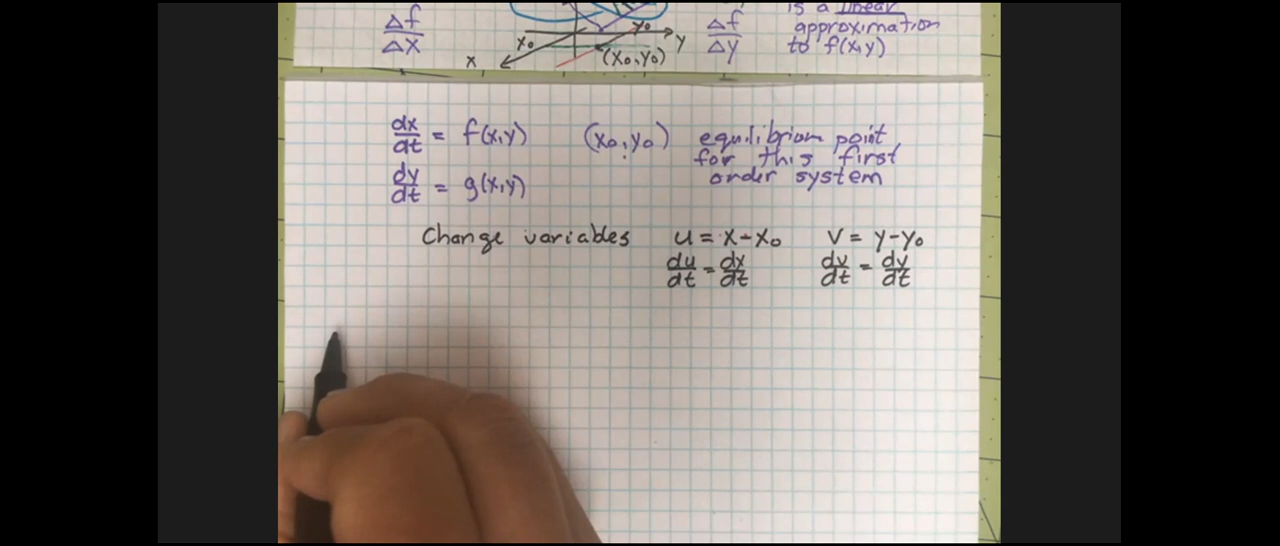 is a linear
Δf/Δx x₀ y₀ y Δf/Δy approximation
x (x₀,y₀) to f(x,y)
dx/dt = f(x,y) (x₀,y₀) equilibrium point
for this first
dy/dt = g(x,y) order system
Change variables u = x-x₀ v = y-y₀
du/dt = dx/dt dv/dt = dy/dt